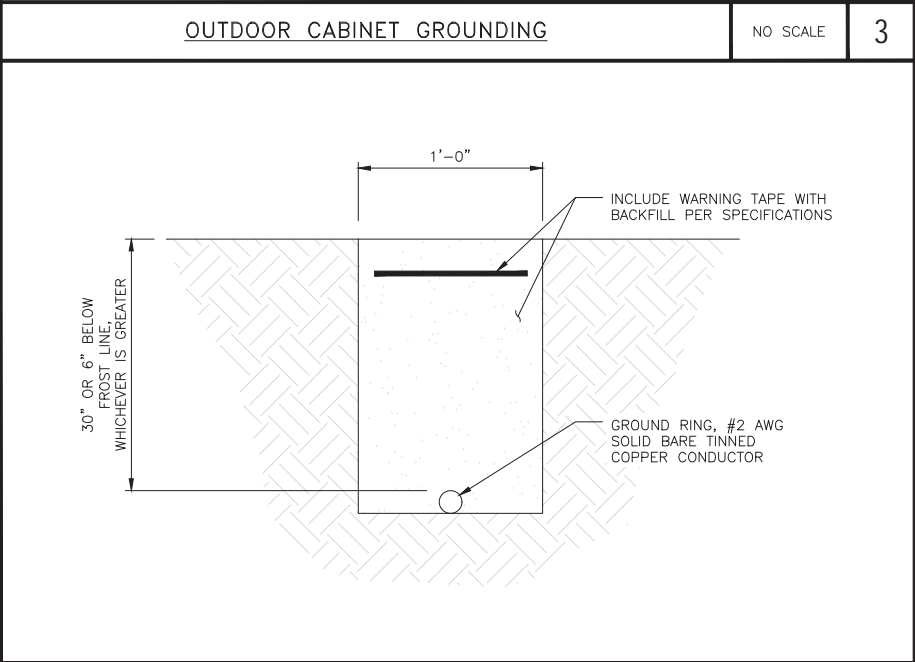 OUTDOOR CABINET GROUNDING
NO SCALE
3
1'-0"
INCLUDE WARNING TAPE WITH
BACKFILL PER SPECIFICATIONS
30" OR 6" BELOW
FROST LINE,
WHICHEVER IS GREATER
GROUND RING, #2 AWG
SOLID BARE TINNED
COPPER CONDUCTOR